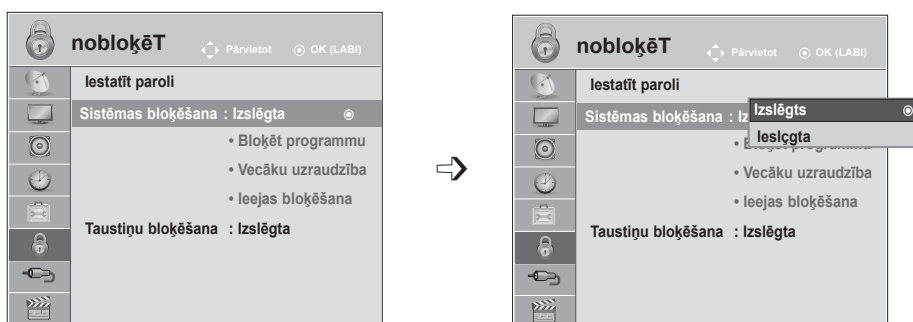 nobloķēT Pārvietot OK (LABI)
Iestatīt paroli
Sistēmas bloķēšana : Izslēgta
• Bloķēt programmu
• Vecāku uzraudzība
• Ieejas bloķēšana
Taustiņu bloķēšana : Izslēgta
nobloķēT Pārvietot OK (LABI)
Iestatīt paroli
Sistēmas bloķēšana : Iz
Izslēgts
Ieslçgta
• Vecāku uzraudzība
• Ieejas bloķēšana
Taustiņu bloķēšana : Izslēgta